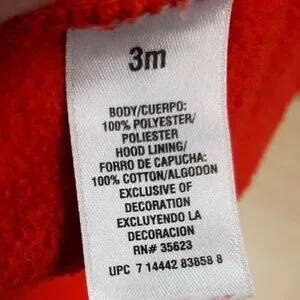 3m
BODY/CUERPO:
100% POLYESTER/
POLIESTER
HOOD LINING/
FORRO DE CAPUCHA:
100% COTTON/ALGODON
EXCLUSIVE OF
DECORATION
EXCLUYENDO LA
DECORACION
RN# 35623
UPC 7 14442 83858 8